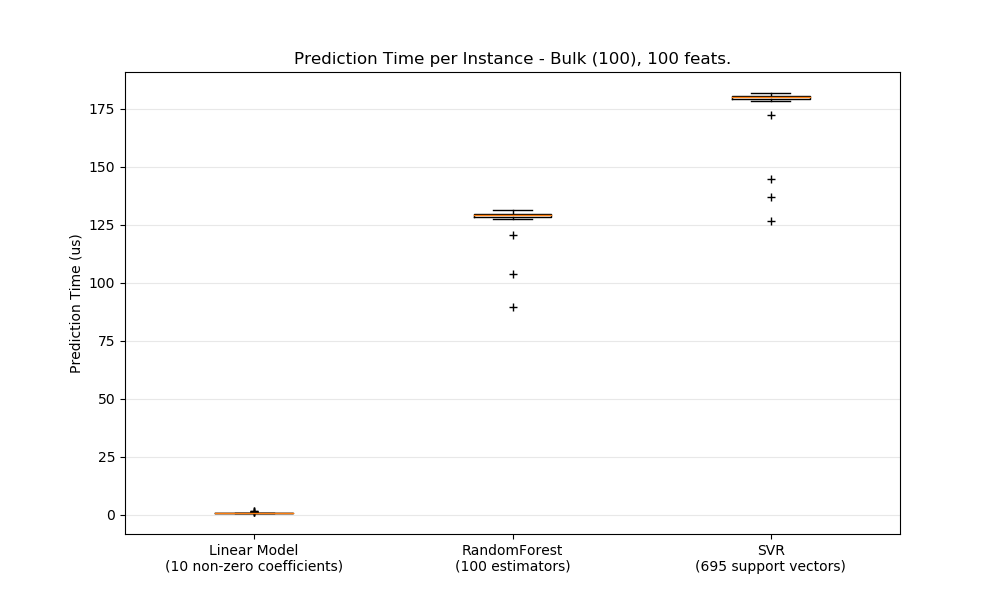 Prediction Time per Instance - Bulk (100), 100 feats.
Prediction Time (us)
175
150
125
100
75
50
25
0
Linear Model
(10 non-zero coefficients)
RandomForest
(100 estimators)
SVR
(695 support vectors)